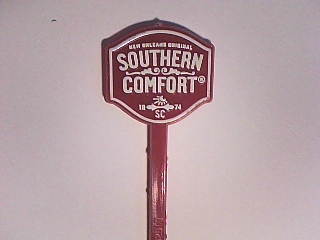 NEW ORLEANS ORIGINAL
SOUTHERN
COMFORT®
18 74
SC